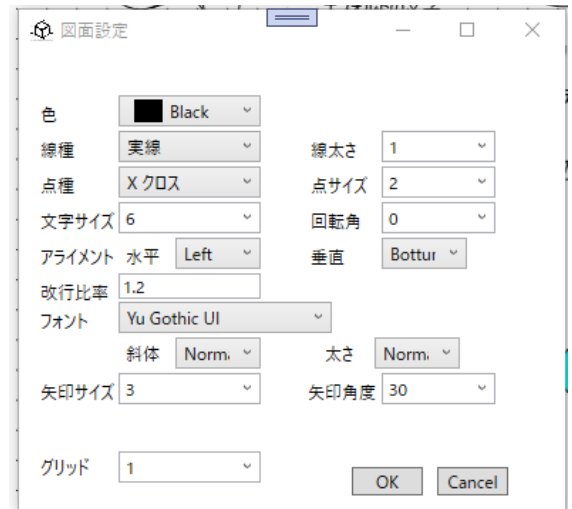 図面設定
色 Black
線種 実線 線太さ 1
点種 X クロス 点サイズ 2
文字サイズ 6 回転角 0
アライメント 水平 Left 垂直 Bottur
改行比率 1.2
フォント Yu Gothic UI
斜体 Norma 太さ Norma
矢印サイズ 3 矢印角度 30
グリッド 1
OK Cancel